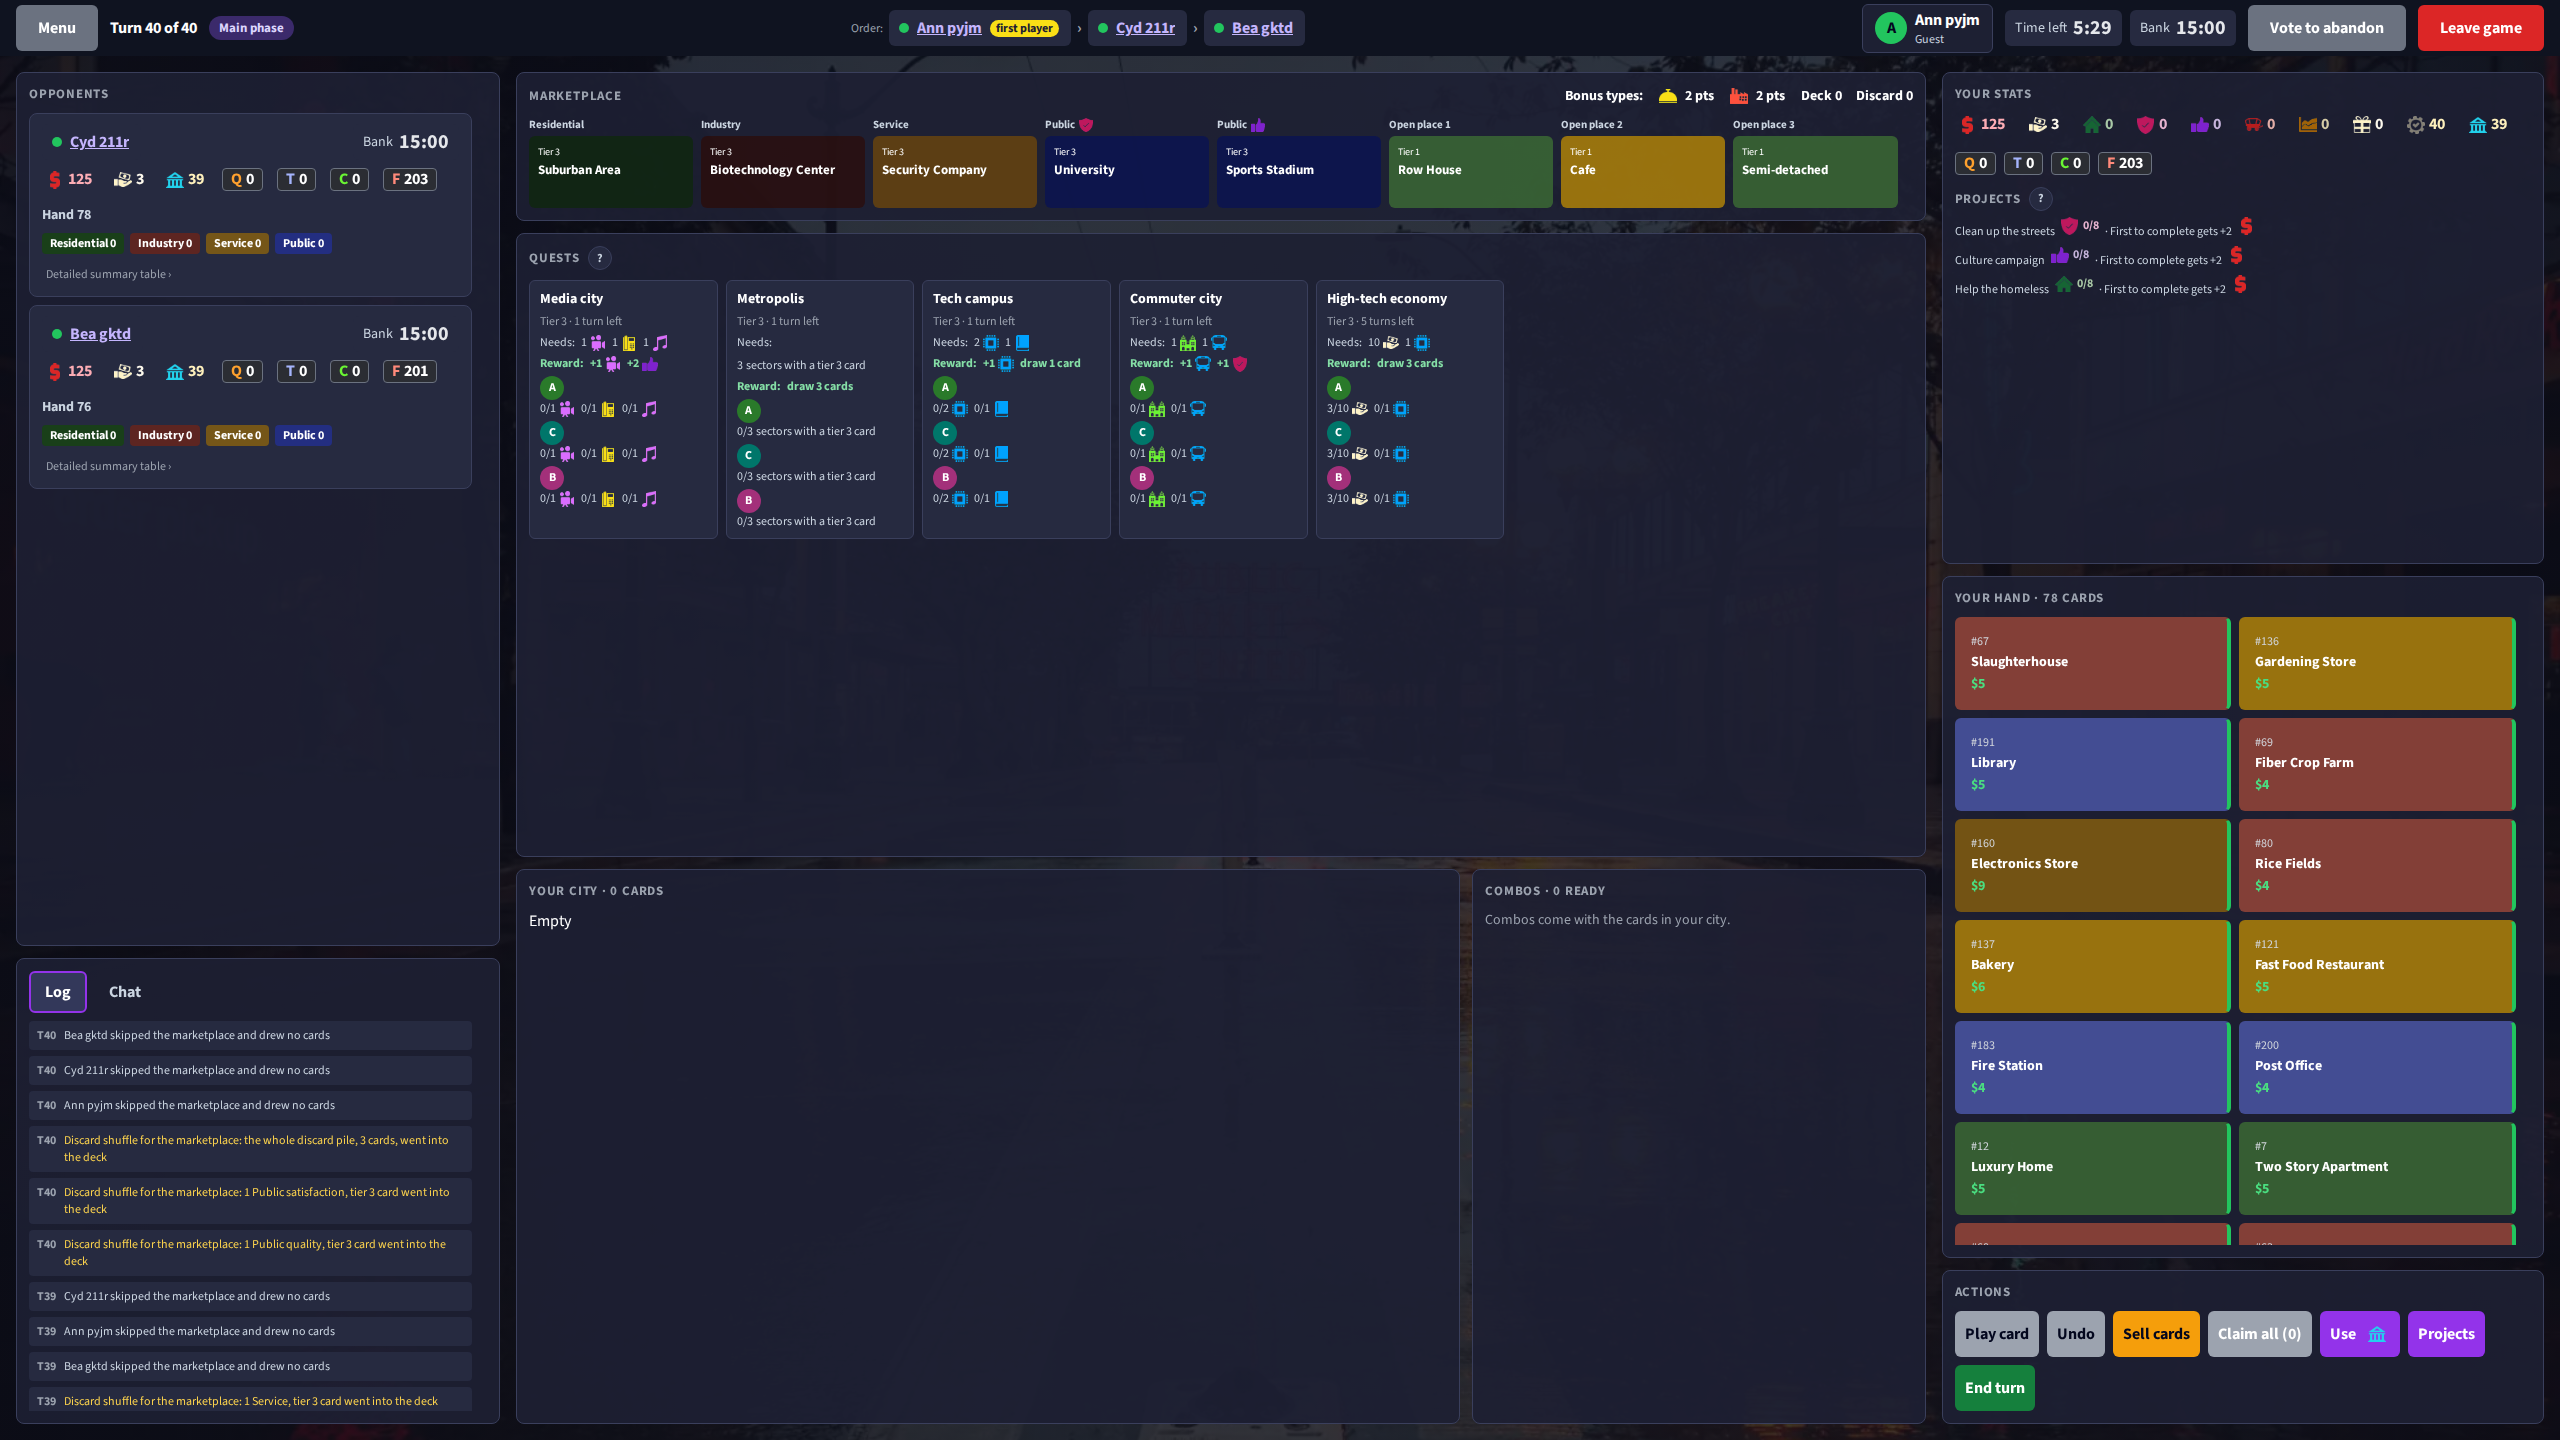 Menu
Turn 40 of 40
Main phase
Order:
Ann pyjm
first player
›
Cyd 211r
›
Bea gktd
A
Ann pyjm
Guest
Time left 5:29
Bank 15:00
Vote to abandon
Leave game
OPPONENTS
Cyd 211r
Bank 15:00
125 3 39 Q 0 T 0 C 0 F 203
Hand 78
Residential 0 Industry 0 Service 0 Public 0
Detailed summary table ›
Bea gktd
Bank 15:00
125 3 39 Q 0 T 0 C 0 F 201
Hand 76
Residential 0 Industry 0 Service 0 Public 0
Detailed summary table ›
Log
Chat
T40 Bea gktd skipped the marketplace and drew no cards
T40 Cyd 211r skipped the marketplace and drew no cards
T40 Ann pyjm skipped the marketplace and drew no cards
T40 Discard shuffle for the marketplace: the whole discard pile, 3 cards, went into
the deck
T40 Discard shuffle for the marketplace: 1 Public satisfaction, tier 3 card went into
the deck
T40 Discard shuffle for the marketplace: 1 Public quality, tier 3 card went into the
deck
T39 Cyd 211r skipped the marketplace and drew no cards
T39 Ann pyjm skipped the marketplace and drew no cards
T39 Bea gktd skipped the marketplace and drew no cards
T39 Discard shuffle for the marketplace: 1 Service, tier 3 card went into the deck
MARKETPLACE
Bonus types: 2 pts 2 pts Deck 0 Discard 0
Residential
Tier 3
Suburban Area
Industry
Tier 3
Biotechnology Center
Service
Tier 3
Security Company
Public
Tier 3
University
Public
Tier 3
Sports Stadium
Open place 1
Tier 1
Row House
Open place 2
Tier 1
Cafe
Open place 3
Tier 1
Semi-detached
QUESTS ?
Media city
Tier 3 · 1 turn left
Needs: 1 1 1
Reward: +1 +2
A
0/1 0/1 0/1
C
0/1 0/1 0/1
B
0/1 0/1 0/1
Metropolis
Tier 3 · 1 turn left
Needs:
3 sectors with a tier 3 card
Reward: draw 3 cards
A
0/3 sectors with a tier 3 card
C
0/3 sectors with a tier 3 card
B
0/3 sectors with a tier 3 card
Tech campus
Tier 3 · 1 turn left
Needs: 2 1
Reward: +1 draw 1 card
A
0/2 0/1
C
0/2 0/1
B
0/2 0/1
Commuter city
Tier 3 · 1 turn left
Needs: 1 1
Reward: +1 +1
A
0/1 0/1
C
0/1 0/1
B
0/1 0/1
High-tech economy
Tier 3 · 5 turns left
Needs: 10 1
Reward: draw 3 cards
A
3/10 0/1
C
3/10 0/1
B
3/10 0/1
YOUR CITY · 0 CARDS
Empty
COMBOS · 0 READY
Combos come with the cards in your city.
YOUR STATS
125 3 0 0 0 0 0 0 40 39
Q 0 T 0 C 0 F 203
PROJECTS ?
Clean up the streets 0/8 · First to complete gets +2
Culture campaign 0/8 · First to complete gets +2
Help the homeless 0/8 · First to complete gets +2
YOUR HAND · 78 CARDS
#67
Slaughterhouse
$5
#136
Gardening Store
$5
#191
Library
$5
#69
Fiber Crop Farm
$4
#160
Electronics Store
$9
#80
Rice Fields
$4
#137
Bakery
$6
#121
Fast Food Restaurant
$5
#183
Fire Station
$4
#200
Post Office
$4
#12
Luxury Home
$5
#7
Two Story Apartment
$5
ACTIONS
Play card
Undo
Sell cards
Claim all (0)
Use
Projects
End turn